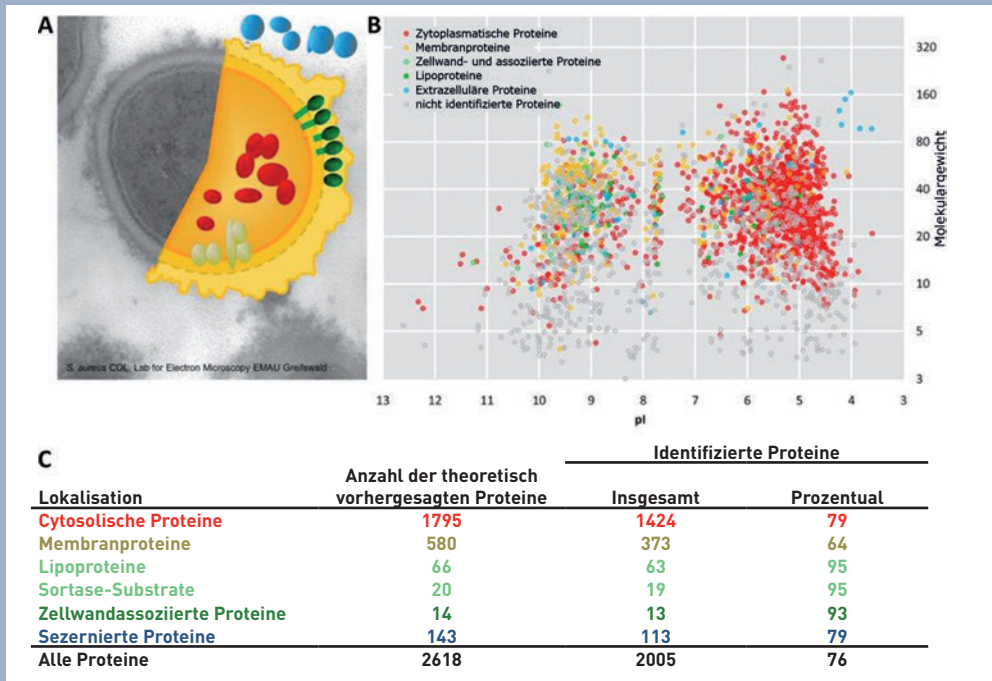 A
S. aureus COL, Lab for Electron Microscopy EMAU Greifswald
B
Zytoplasmatische Proteine
Membranproteine
Zellwand- und assoziierte Proteine
Lipoproteine
Extrazelluläre Proteine
nicht identifizierte Proteine
320
160
80
40
20
10
5
3
Molekulargewicht
13 12 11 10 9 8 7 6 5 4 3
pI
C
Identifizierte Proteine
Anzahl der theoretisch
Lokalisation vorhergesagten Proteine Insgesamt Prozentual
Cytosolische Proteine 1795 1424 79
Membranproteine 580 373 64
Lipoproteine 66 63 95
Sortase-Substrate 20 19 95
Zellwandassoziierte Proteine 14 13 93
Sezernierte Proteine 143 113 79
Alle Proteine 2618 2005 76